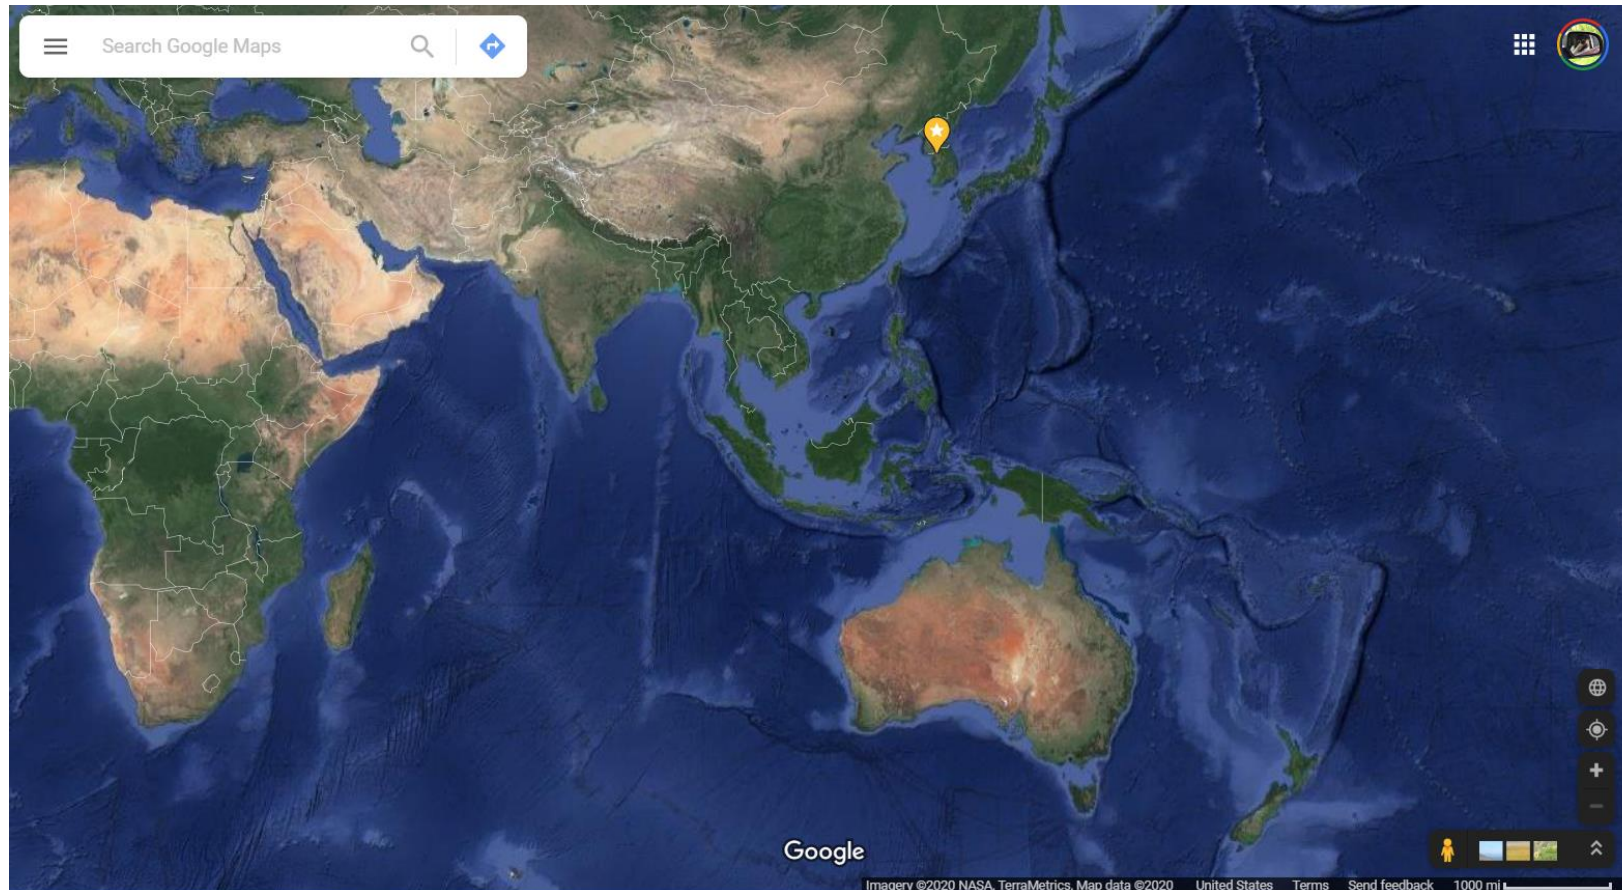 Search Google Maps
Google
Imagery ©2020 NASA, TerraMetrics, Map data ©2020 United States Terms Send feedback 1000 mi